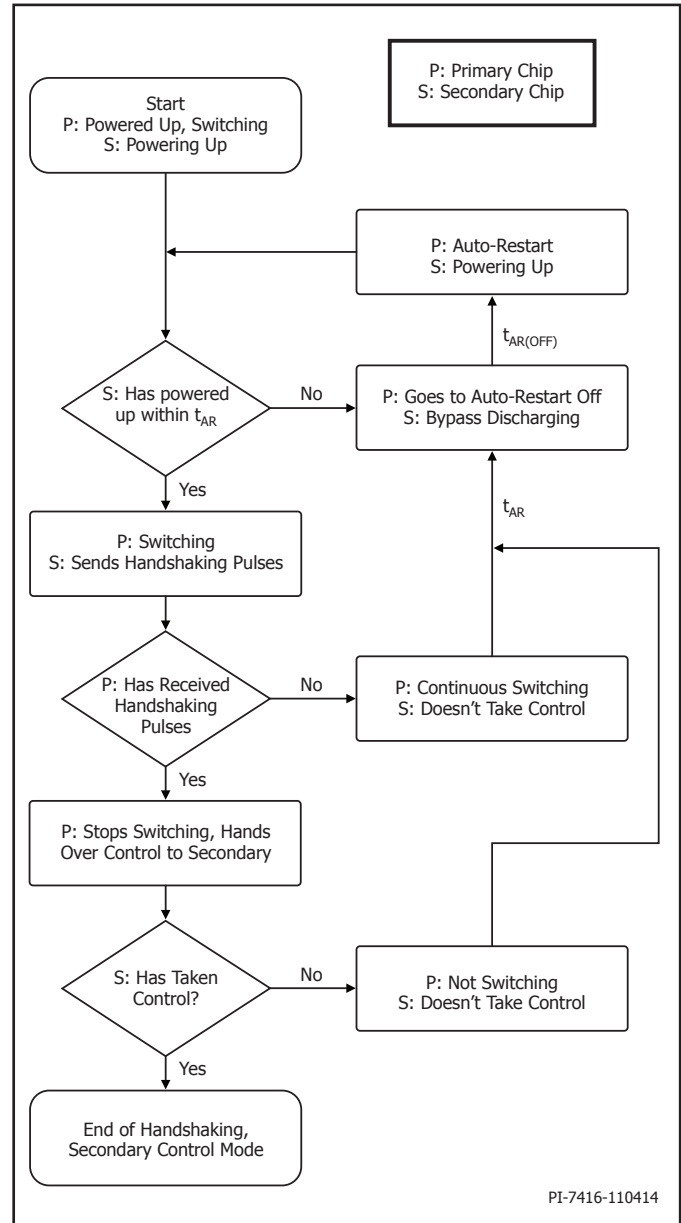 P: Primary Chip
S: Secondary Chip
Start
P: Powered Up, Switching
S: Powering Up
P: Auto-Restart
S: Powering Up
tAR(OFF)
S: Has powered
up within tAR
No
P: Goes to Auto-Restart Off
S: Bypass Discharging
Yes
tAR
P: Switching
S: Sends Handshaking Pulses
P: Has Received
Handshaking
Pulses
No
P: Continuous Switching
S: Doesn't Take Control
Yes
P: Stops Switching, Hands
Over Control to Secondary
S: Has Taken
Control?
No
P: Not Switching
S: Doesn't Take Control
Yes
End of Handshaking,
Secondary Control Mode
PI-7416-110414